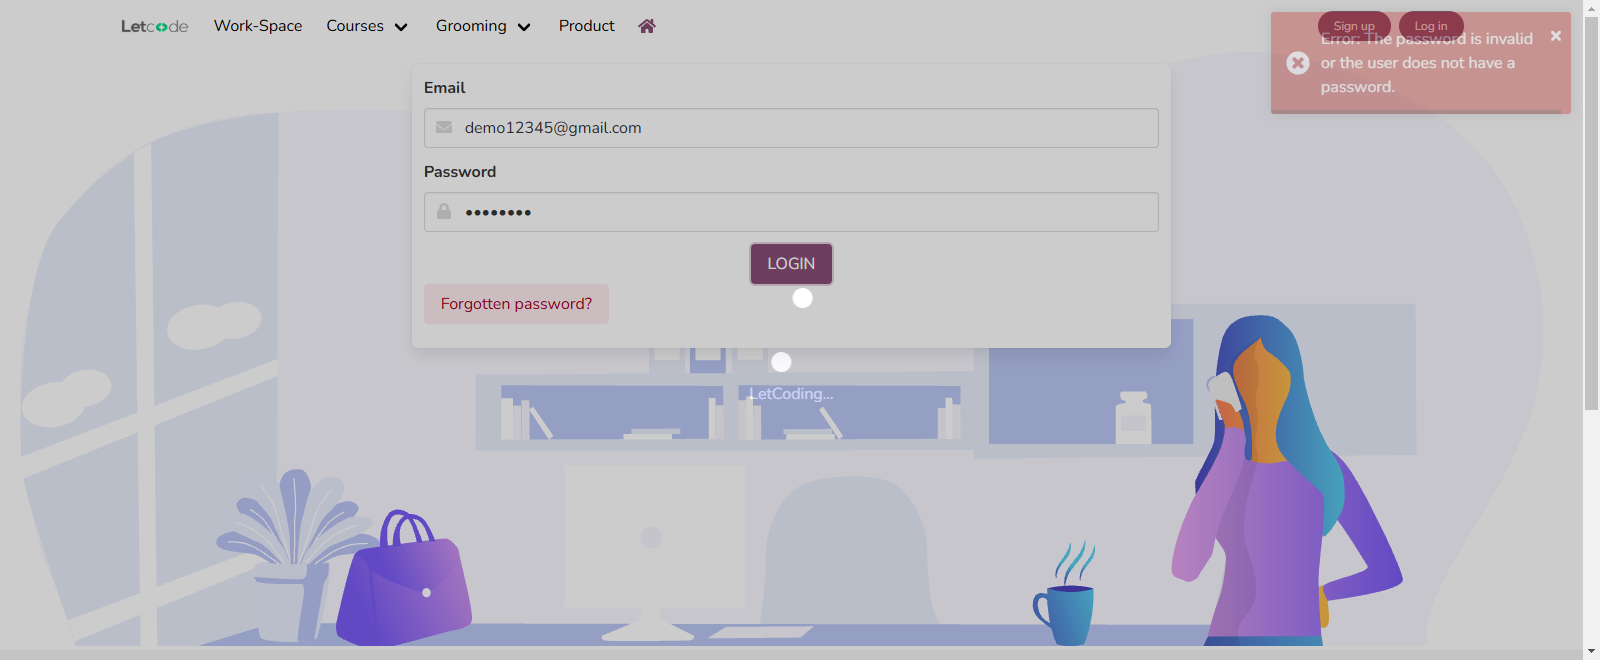 Letcode
Work-Space
Courses
Grooming
Product
Sign up
Log in
Error: The password is invalid
or the user does not have a
password.
Email
demo12345@gmail.com
Password
••••••••
LOGIN
Forgotten password?
LetCoding...